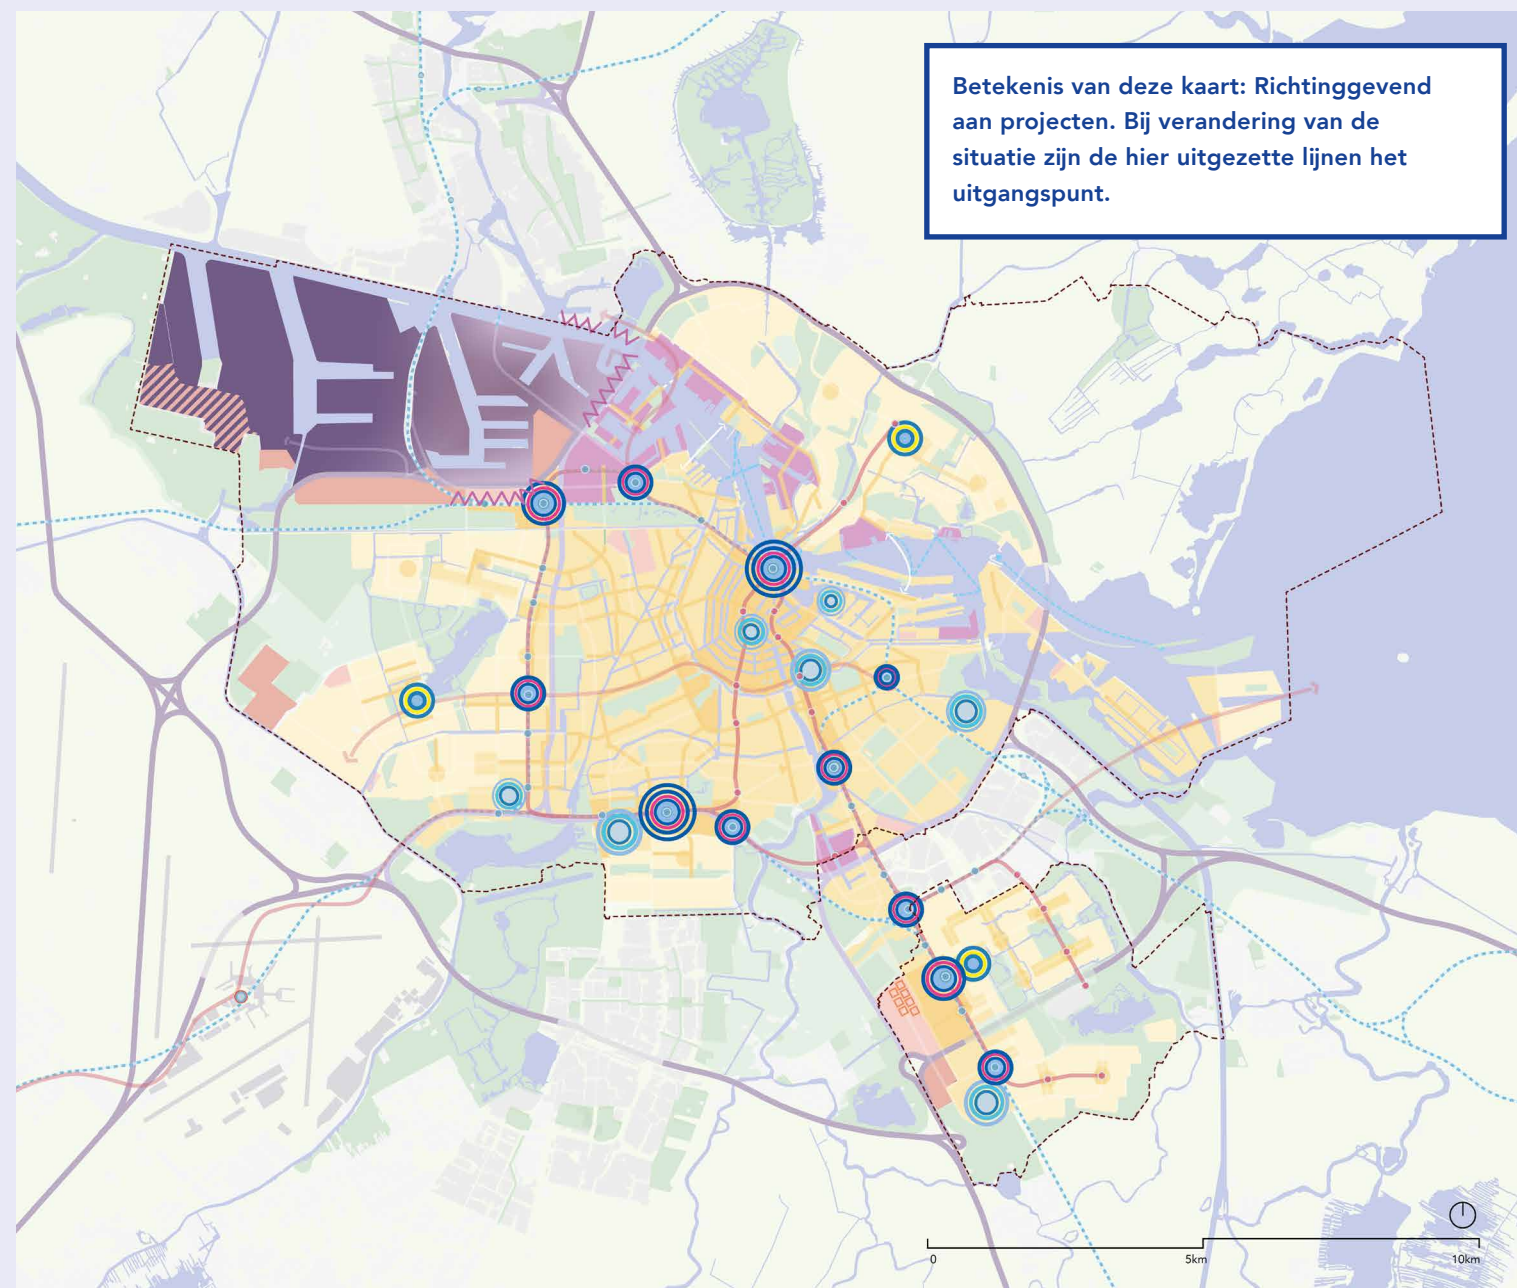 Betekenis van deze kaart: Richtinggevend
aan projecten. Bij verandering van de
situatie zijn de hier uitgezette lijnen het
uitgangspunt.
0 5km 10km